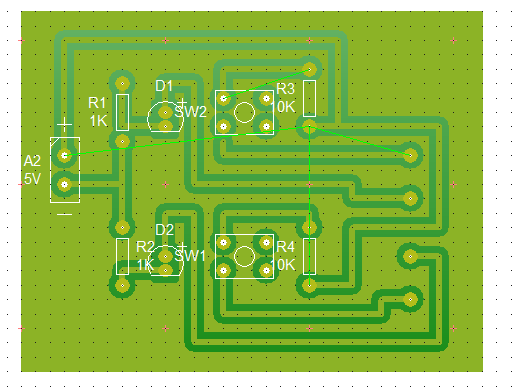 D1
R3
R1
+
SW2
10K
1K
+
A2
5V
—
D2
R2
+
SW1
R4
1K
10K